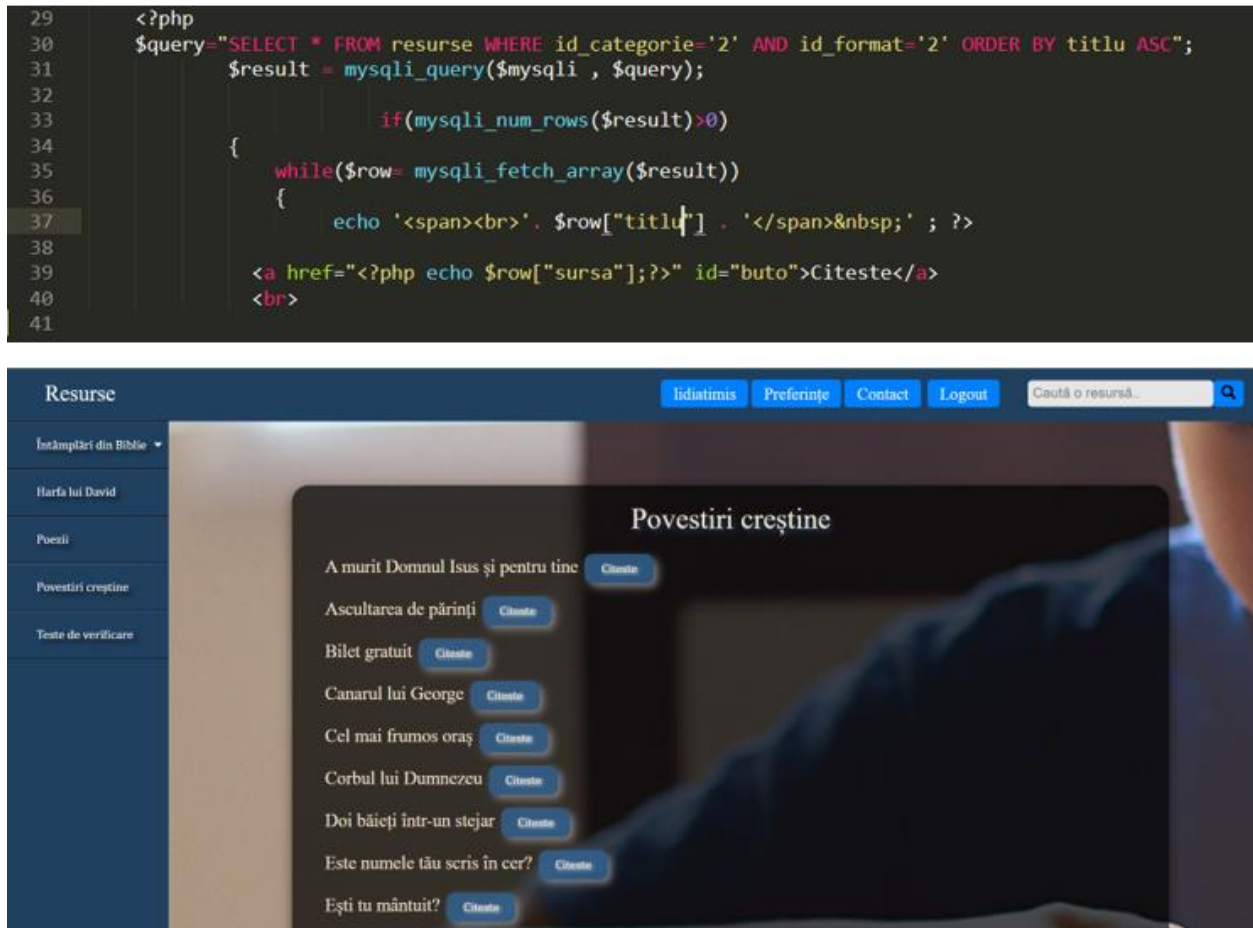 29 <?php
30 $query="SELECT * FROM resurse WHERE id_categorie='2' AND id_format='2' ORDER BY titlu ASC";
31 $result = mysqli_query($mysqli , $query);
32
33 if(mysqli_num_rows($result)>0)
34 {
35 while($row= mysqli_fetch_array($result))
36 {
37 echo '<span><br>'. $row["titlu"] . '</span>&nbsp;' ; ?>
38
39 <a href="<?php echo $row["sursa"];?>" id="buto">Citeste</a>
40 <br>
41
Resurse lidiatimis Preferințe Contact Logout Caută o resursă..
Întâmplări din Biblie
Harfa lui David
Poezii
Povestiri creștine
Teste de verificare
Povestiri creștine
A murit Domnul Isus și pentru tine Citeste
Ascultarea de părinți Citeste
Bilet gratuit Citeste
Canarul lui George Citeste
Cel mai frumos oraș Citeste
Corbul lui Dumnezeu Citeste
Doi băieți într-un stejar Citeste
Este numele tău scris în cer? Citeste
Ești tu mântuit? Citeste